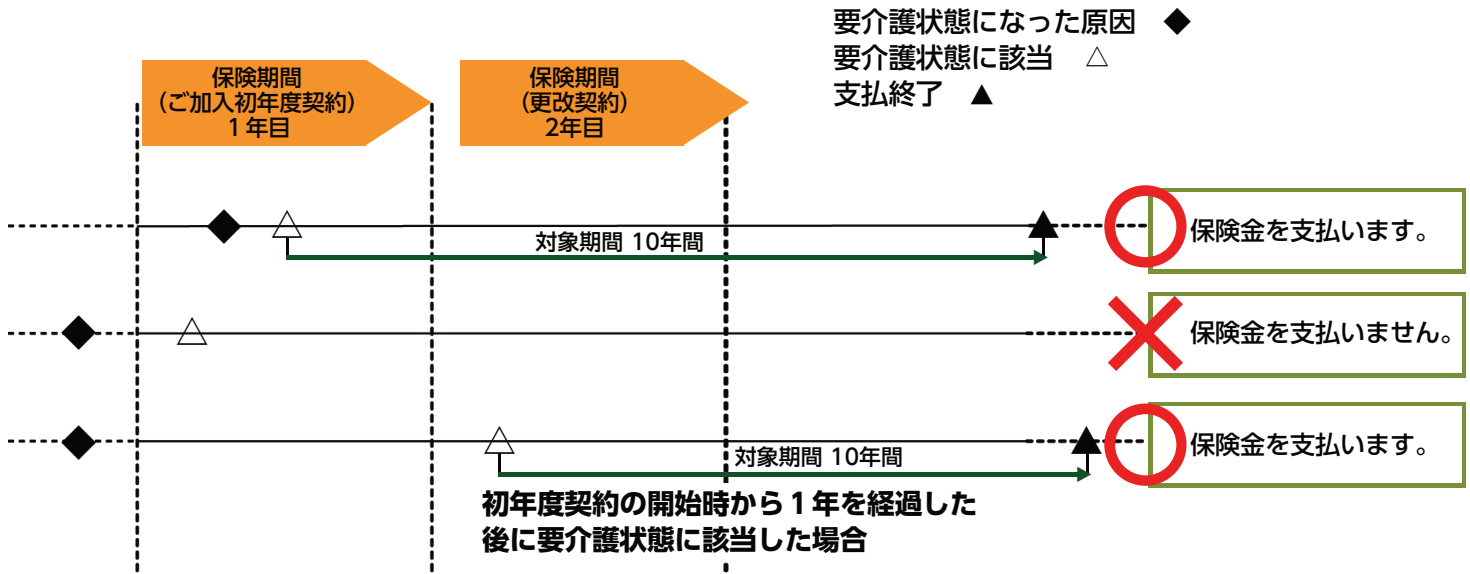 要介護状態になった原因 ◆
要介護状態に該当 △
支払終了 ▲
保険期間
（ご加入初年度契約）
１年目
保険期間
（更改契約）
2年目
対象期間 10年間
保険金を支払います。
保険金を支払いません。
対象期間 10年間
保険金を支払います。
初年度契約の開始時から１年を経過した
後に要介護状態に該当した場合